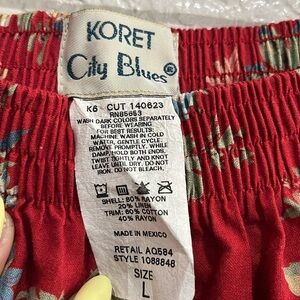 KORET
City Blues®
K6 CUT 140623
RN85663
WASH DARK COLORS SEPARATELY
BEFORE WEARING
FOR BEST RESULTS:
MACHINE WASH IN COLD
WATER, GENTLE CYCLE.
REMOVE PROMPTLY. WHILE
DAMP, HOLD BOTH ENDS,
TWIST TIGHTLY AND KNOT
LEAVE UNTIL DRY. DO NOT
IRON. DO NOT BLEACH.
SHELL: 80% RAYON
20% LINEN
TRIM: 60% COTTON
40% RAYON
MADE IN MEXICO
RETAIL AQ584
STYLE 1088848
SIZE
L